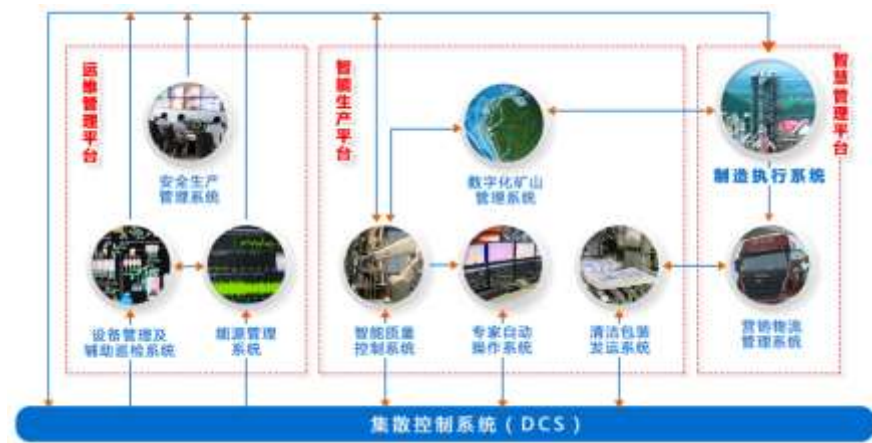 运维管理平台
智能生产平台
智慧管理平台
安全生产
管理系统
数字化矿山
管理系统
制造执行系统
设备管理及
辅助巡检系统
能源管理
系统
智能质量
控制系统
专家自动
操作系统
清洁包装
发运系统
营销物流
管理系统
集散控制系统（DCS）